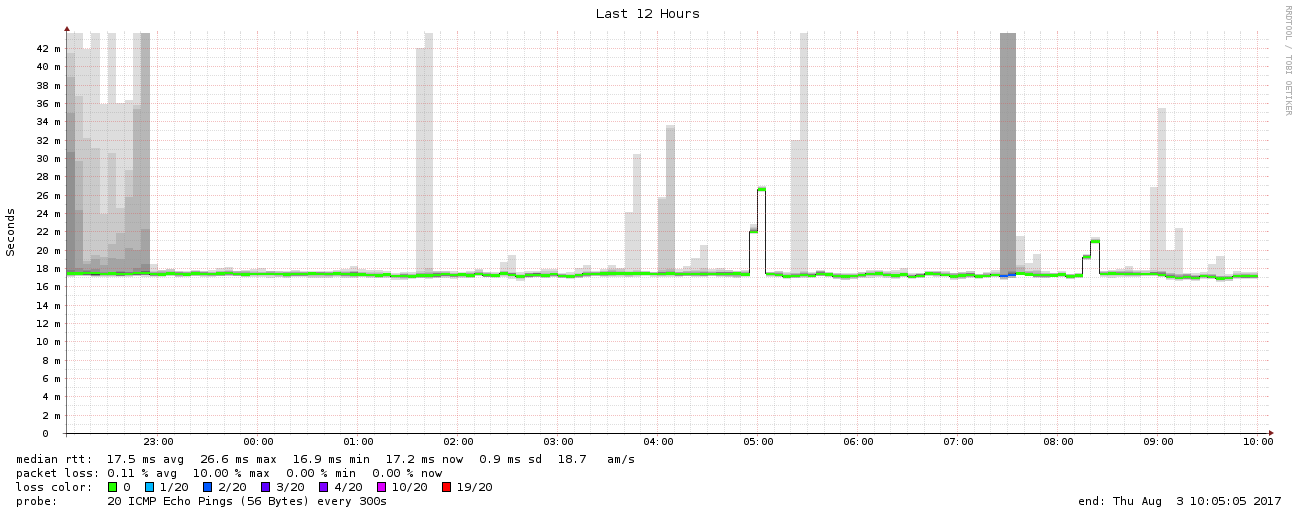 Last 12 Hours
RRDTOOL / TOBI OETIKER
Seconds
42 m
40 m
38 m
36 m
34 m
32 m
30 m
28 m
26 m
24 m
22 m
20 m
18 m
16 m
14 m
12 m
10 m
8 m
6 m
4 m
2 m
0
23:00 00:00 01:00 02:00 03:00 04:00 05:00 06:00 07:00 08:00 09:00 10:00
median rtt: 17.5 ms avg 26.6 ms max 16.9 ms min 17.2 ms now 0.9 ms sd 18.7 am/s
packet loss: 0.11 % avg 10.00 % max 0.00 % min 0.00 % now
loss color: 0 1/20 2/20 3/20 4/20 10/20 19/20
probe: 20 ICMP Echo Pings (56 Bytes) every 300s end: Thu Aug 3 10:05:05 2017